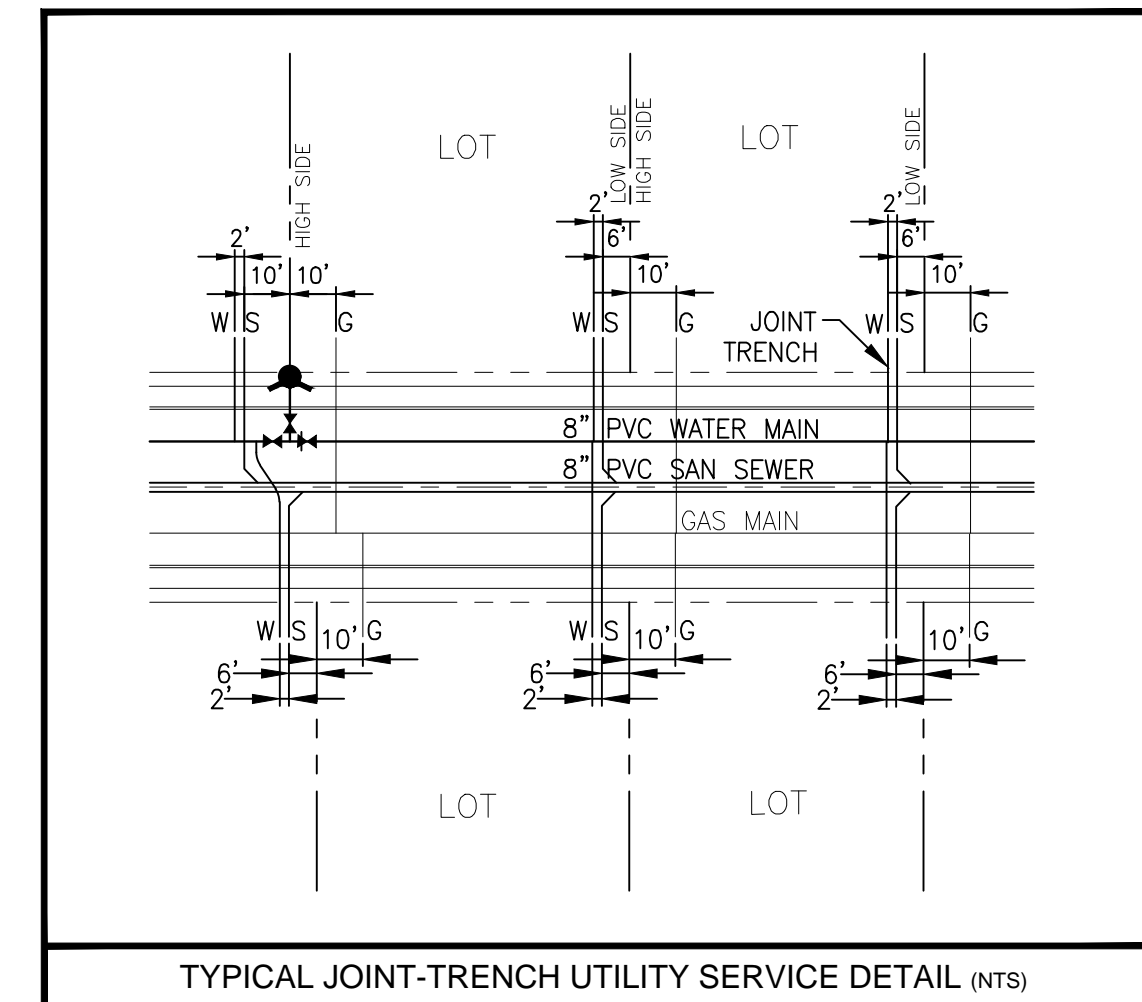 LOT
LOT
HIGH SIDE
LOW SIDE
HIGH SIDE
LOW SIDE
2'
10'
10'
2'
6'
10'
2'
6'
10'
W S
G
W S
G
JOINT
TRENCH
W S
G
8" PVC WATER MAIN
8" PVC SAN SEWER
GAS MAIN
W S
10'
G
6'
2'
W S
10'
G
6'
2'
10'
G
6'
2'
LOT
LOT
TYPICAL JOINT-TRENCH UTILITY SERVICE DETAIL (NTS)